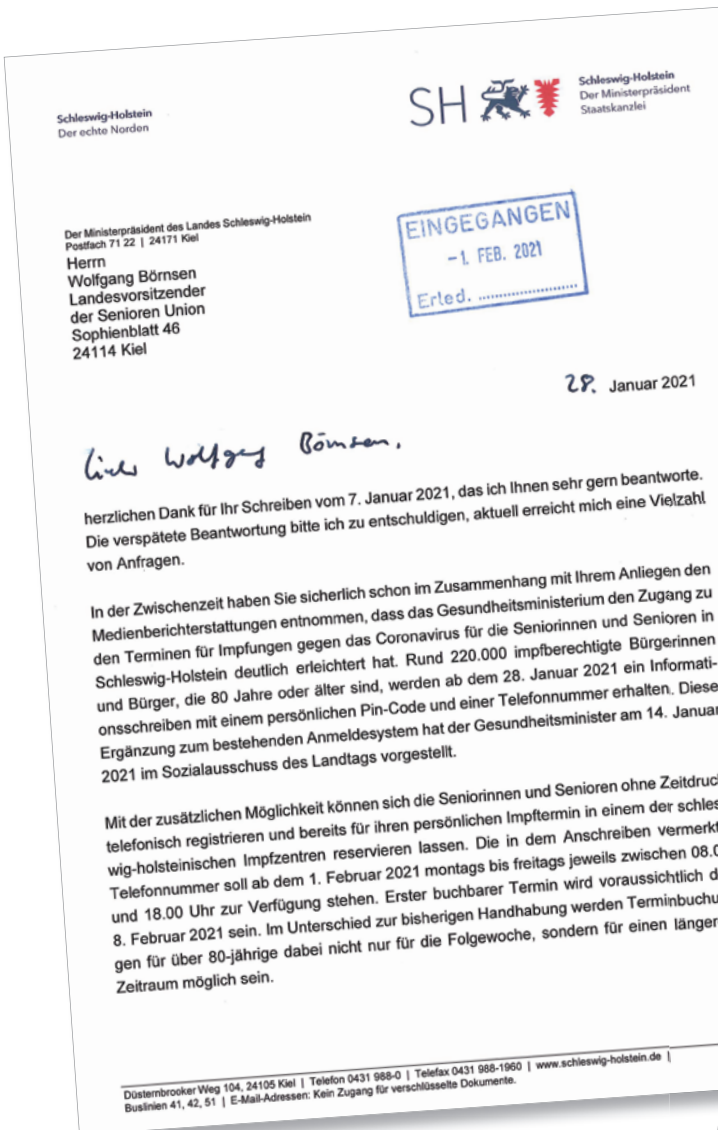 Schleswig-Holstein
Der echte Norden
SH
Schleswig-Holstein
Der Ministerpräsident
Staatskanzlei
Der Ministerpräsident des Landes Schleswig-Holstein
Postfach 71 22 | 24171 Kiel
Herrn
Wolfgang Börnsen
Landesvorsitzender
der Senioren Union
Sophienblatt 46
24114 Kiel
EINGEGANGEN
-1. FEB. 2021
Erled. ........................
28. Januar 2021
Lieber Wolfgang Börnsen,
herzlichen Dank für Ihr Schreiben vom 7. Januar 2021, das ich Ihnen sehr gern beantworte.
Die verspätete Beantwortung bitte ich zu entschuldigen, aktuell erreicht mich eine Vielzahl
von Anfragen.
In der Zwischenzeit haben Sie sicherlich schon im Zusammenhang mit Ihrem Anliegen den
Medienberichterstattungen entnommen, dass das Gesundheitsministerium den Zugang zu
den Terminen für Impfungen gegen das Coronavirus für die Seniorinnen und Senioren in
Schleswig-Holstein deutlich erleichtert hat. Rund 220.000 impfberechtigte Bürgerinnen
und Bürger, die 80 Jahre oder älter sind, werden ab dem 28. Januar 2021 ein Informati-
onsschreiben mit einem persönlichen Pin-Code und einer Telefonnummer erhalten. Diese
Ergänzung zum bestehenden Anmeldesystem hat der Gesundheitsminister am 14. Januar
2021 im Sozialausschuss des Landtags vorgestellt.
Mit der zusätzlichen Möglichkeit können sich die Seniorinnen und Senioren ohne Zeitdruc
telefonisch registrieren und bereits für ihren persönlichen Impftermin in einem der schles
wig-holsteinischen Impfzentren reservieren lassen. Die in dem Anschreiben vermerkt
Telefonnummer soll ab dem 1. Februar 2021 montags bis freitags jeweils zwischen 08.0
und 18.00 Uhr zur Verfügung stehen. Erster buchbarer Termin wird voraussichtlich d
8. Februar 2021 sein. Im Unterschied zur bisherigen Handhabung werden Terminbuchu
gen für über 80-jährige dabei nicht nur für die Folgewoche, sondern für einen länger
Zeitraum möglich sein.
Düsternbrooker Weg 104, 24105 Kiel | Telefon 0431 988-0 | Telefax 0431 988-1960 | www.schleswig-holstein.de |
Buslinien 41, 42, 51 | E-Mail-Adressen: Kein Zugang für verschlüsselte Dokumente.